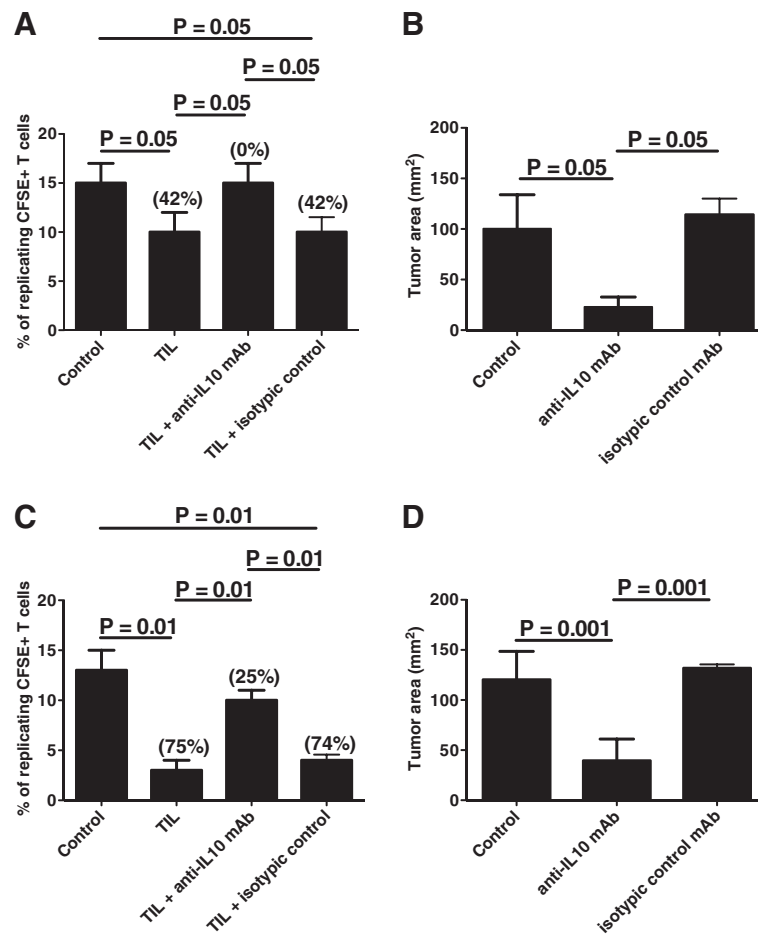 A
P = 0.05
P = 0.05
P = 0.05
P = 0.05
% of replicating CFSE+ T cells
20
15
10
5
0
(42%)
(0%)
(42%)
Control
TIL
TIL + anti-IL10 mAb
TIL + isotypic control
B
P = 0.05
P = 0.05
Tumor area (mm²)
200
150
100
50
0
Control
anti-IL10 mAb
isotypic control mAb
C
P = 0.01
P = 0.01
P = 0.01
P = 0.01
% of replicating CFSE+ T cells
20
15
10
5
0
(75%)
(25%)
(74%)
Control
TIL
TIL + anti-IL10 mAb
TIL + isotypic control
D
P = 0.001
P = 0.001
Tumor area (mm²)
200
150
100
50
0
Control
anti-IL10 mAb
isotypic control mAb